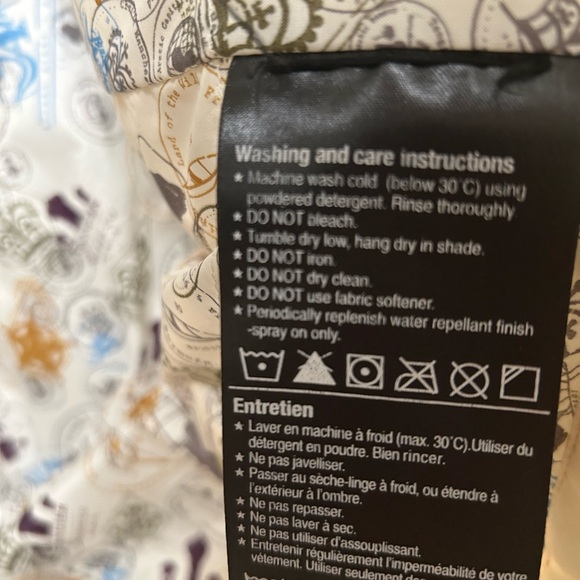 Land of the
Washing and care instructions
★ Machine wash cold (below 30°C) using
powdered detergent. Rinse thoroughly
★ DO NOT bleach.
★ Tumble dry low, hang dry in shade.
★ DO NOT iron.
★ DO NOT dry clean.
★ DO NOT use fabric softener.
★ Periodically replenish water repellant finish
-spray on only.
Entretien
★ Laver en machine à froid (max. 30°C).Utiliser du
détergent en poudre. Bien rincer.
★ Ne pas javelliser.
★ Passer au sèche-linge à froid, ou étendre à
l'extérieur à l'ombre.
★ Ne pas repasser.
★ Ne pas laver à sec.
★ Ne pas utiliser d'assouplissant.
★ Entretenir régulièrement l'imperméabilité de votre
vêtement. Utiliser seulement des